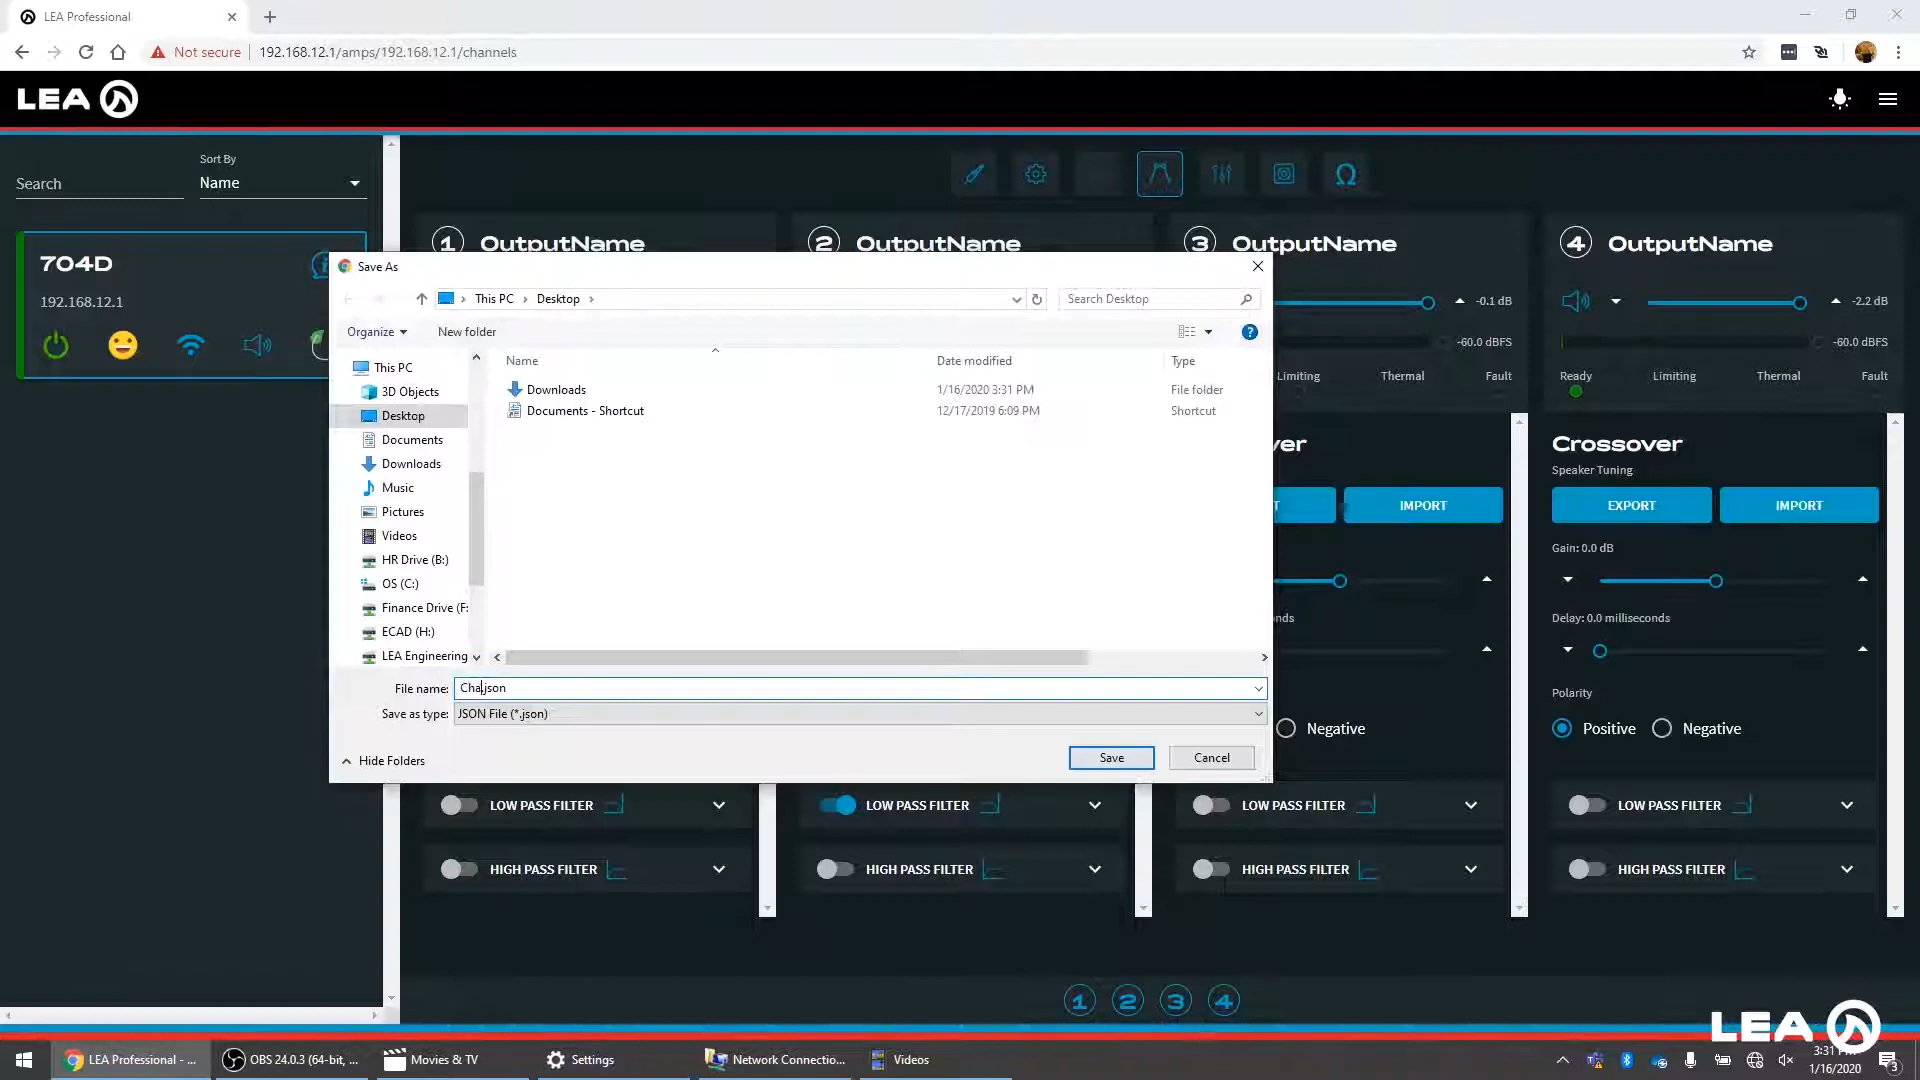 LEA Professional
Not secure
192.168.12.1/amps/192.168.12.1/channels
LEA
Search
Sort By
Name
704D
192.168.12.1
1 OutputName
2 OutputName
3 OutputName
4 OutputName
-0.1 dB
-2.2 dB
-60.0 dBFS
-60.0 dBFS
Limiting Thermal Fault
Ready Limiting Thermal Fault
Save As
This PC
Desktop
Search Desktop
Organize
New folder
Name Date modified Type
Downloads 1/16/2020 3:31 PM File folder
Documents - Shortcut 12/17/2019 6:09 PM Shortcut
This PC
3D Objects
Desktop
Documents
Downloads
Music
Pictures
Videos
HR Drive (B:)
OS (C:)
Finance Drive (F:
ECAD (H:)
LEA Engineering
File name: Cha.json
Save as type: JSON File (*.json)
Hide Folders
Save
Cancel
er
T
IMPORT
nds
Negative
Crossover
Speaker Tuning
EXPORT
IMPORT
Gain: 0.0 dB
Delay: 0.0 milliseconds
Polarity
Positive
Negative
LOW PASS FILTER
LOW PASS FILTER
LOW PASS FILTER
LOW PASS FILTER
HIGH PASS FILTER
HIGH PASS FILTER
HIGH PASS FILTER
HIGH PASS FILTER
1 2 3 4
LEA
LEA Professional - ...
OBS 24.0.3 (64-bit, ...
Movies & TV
Settings
Network Connectio...
Videos
3:31 P
1/16/2020
3